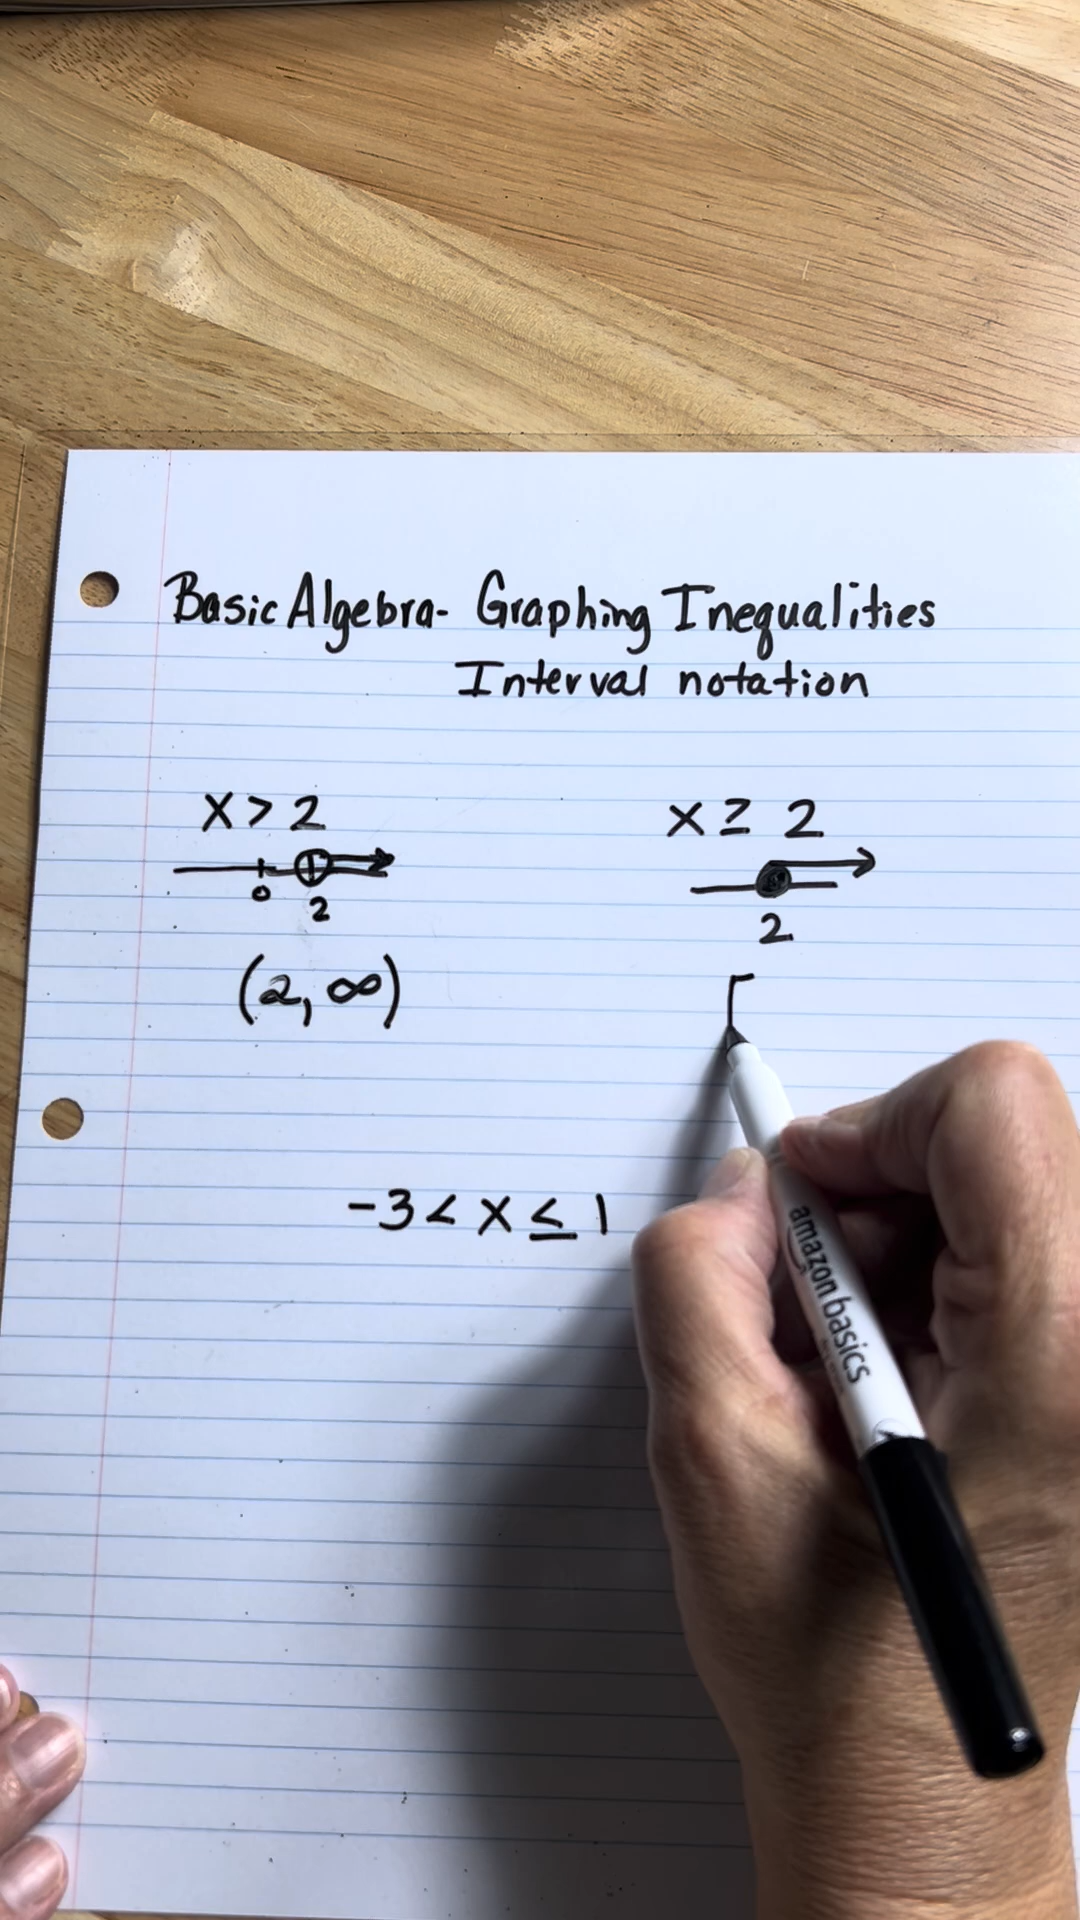 Basic Algebra- Graphing Inequalities
Interval notation
x > 2
0
2
(2, ∞)
x ≥ 2
2
[
-3 < x ≤ 1
amazon basics